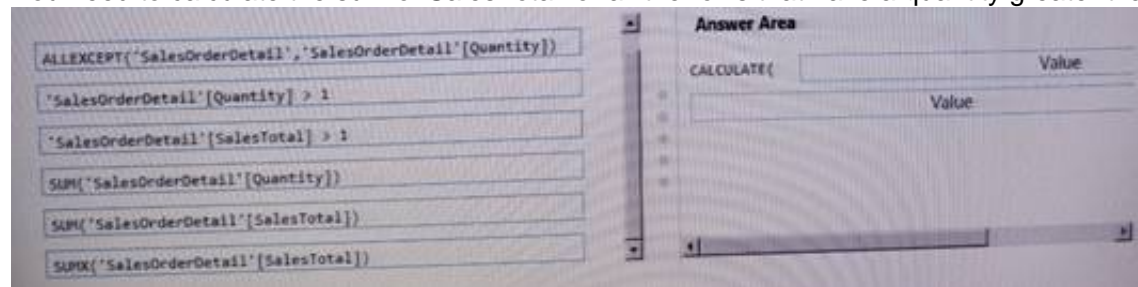 ALLEXCEPT('SalesOrderDetail','SalesOrderDetail'[Quantity])
'SalesOrderDetail'[Quantity] > 1
'SalesOrderDetail'[SalesTotal] > 1
SUM('SalesOrderDetail'[Quantity])
SUM('SalesOrderDetail'[SalesTotal])
SUMX('SalesOrderDetail'[SalesTotal])
Answer Area
CALCULATE( Value
Value